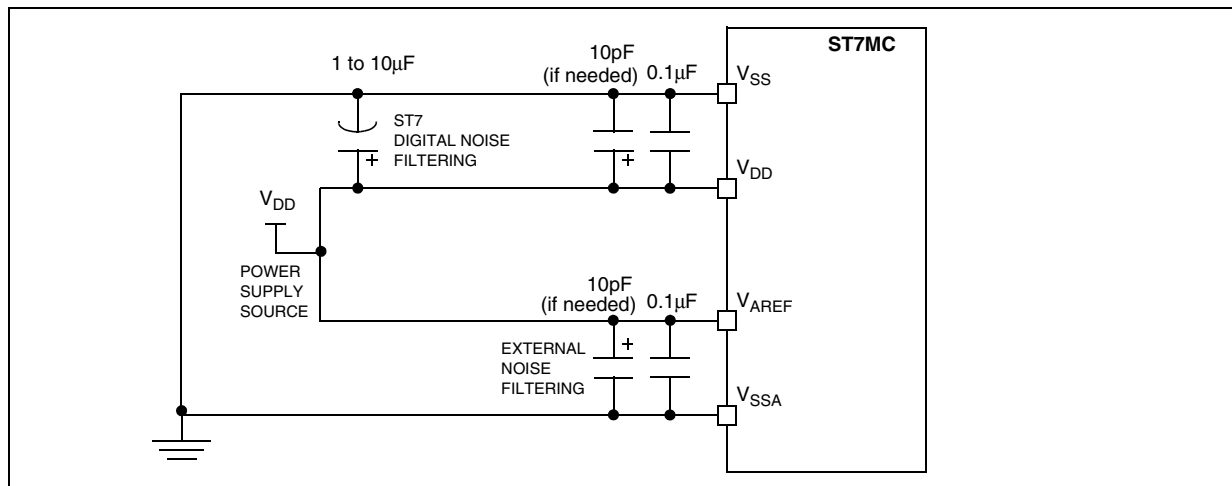 ST7MC
1 to 10μF
10pF
(if needed)
0.1μF
VSS
ST7
DIGITAL NOISE
FILTERING
+
+
VDD
VDD
POWER
SUPPLY
SOURCE
10pF
(if needed)
0.1μF
VAREF
EXTERNAL
NOISE
FILTERING
+
VSSA